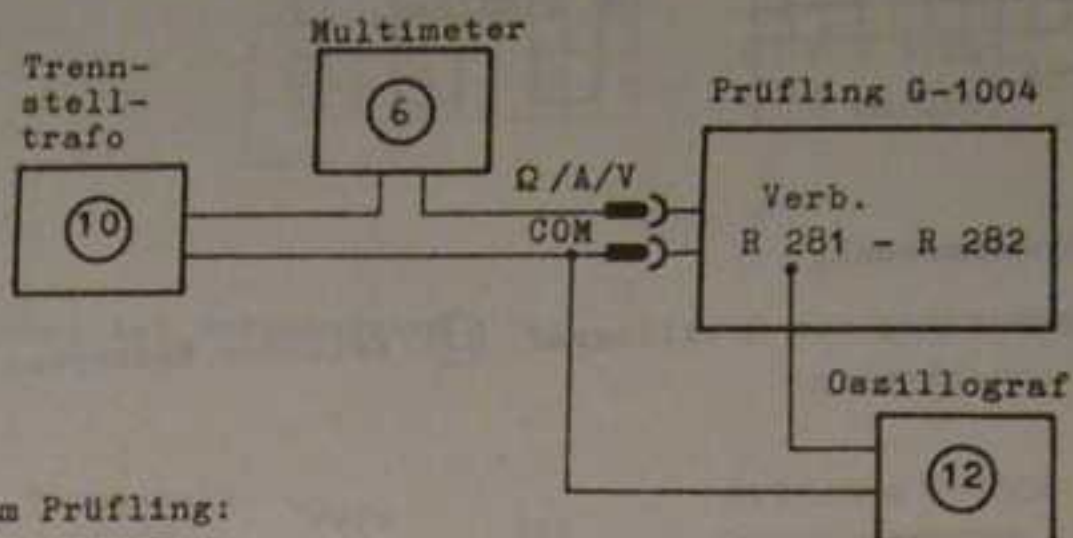 Multimeter
Trenn-
stell-
trafo
6
Prüfling G-1004
10
Ω/A/V
COM
Verb.
R 281 - R 282
Oszillograf
12
Prüfling: